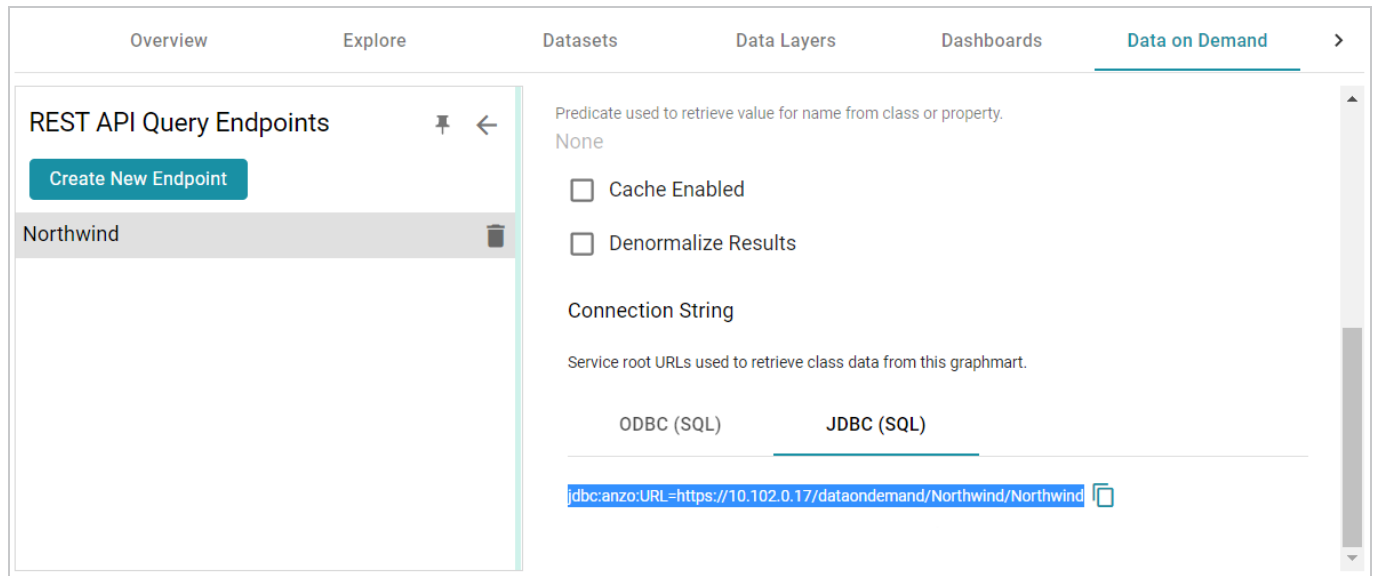 Overview Explore Datasets Data Layers Dashboards Data on Demand
REST API Query Endpoints
Create New Endpoint
Northwind
Predicate used to retrieve value for name from class or property.
None
Cache Enabled
Denormalize Results
Connection String
Service root URLs used to retrieve class data from this graphmart.
ODBC (SQL) JDBC (SQL)
jdbc:anzo:URL=https://10.102.0.17/dataondemand/Northwind/Northwind